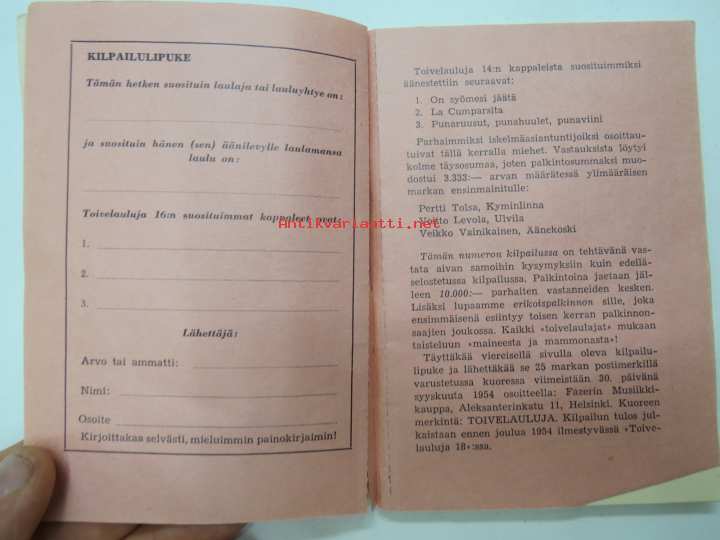 KILPAILULIPUKE
Tämän hetken suosituin laulaja tai lauluyhtye on:
ja suosituin hänen (sen) äänilevylle laulamansa
laulu on:
Toivelauluja 16:n suosituimmat kappaleet ovat:
1.
2.
3.
Lähettäjä:
Arvo tai ammatti:
Nimi:
Osoite
Kirjoittakaa selvästi, mieluimmin painokirjaimin!
Toivelauluja 14:n kappaleista suosituimmiksi
äänestettiin seuraavat:
1. On syömesi jäätä
2. La Cumparsita
3. Punaruusut, punahuulet, punaviini
Parhaimmiksi iskelmäasiantuntijoiksi osoittau-
tuivat tällä kerralla miehet. Vastauksista löytyi
kolme täysosumaa, joten palkintosummaksi muo-
dostui 3.333:— arvan määrätessä ylimääräisen
markan ensinmainitulle:
Pertti Tolsa, Kyminlinna
Voitto Levola, Ulvila
Veikko Vainikainen, Äänekoski
Antikvariaatti.net
Tämän numeron kilpailussa on tehtävänä vas-
tata aivan samoihin kysymyksiin kuin edellä-
selostetussa kilpailussa. Palkintoina jaetaan jäl-
leen 10.000:— parhaiten vastanneiden kesken.
Lisäksi lupaamme erikoispalkinnon sille, joka
ensimmäisenä esiintyy toisen kerran palkinnon-
saajien joukossa. Kaikki »toivelaulajat» mukaan
taisteluun »maineesta ja mammonasta»!
Täyttäkää viereisellä sivulla oleva kilpailu-
lipuke ja lähettäkää se 25 markan postimerkillä
varustetussa kuoressa viimeistään 30. päivänä
syyskuuta 1954 osoitteella: Fazerin Musiikki-
kauppa, Aleksanterinkatu 11, Helsinki. Kuoreen
merkintä: TOIVELAULUJA. Kilpailun tulos jul-
kaistaan ennen joulua 1954 ilmestyvässä »Toive-
lauluja 18»:ssa.